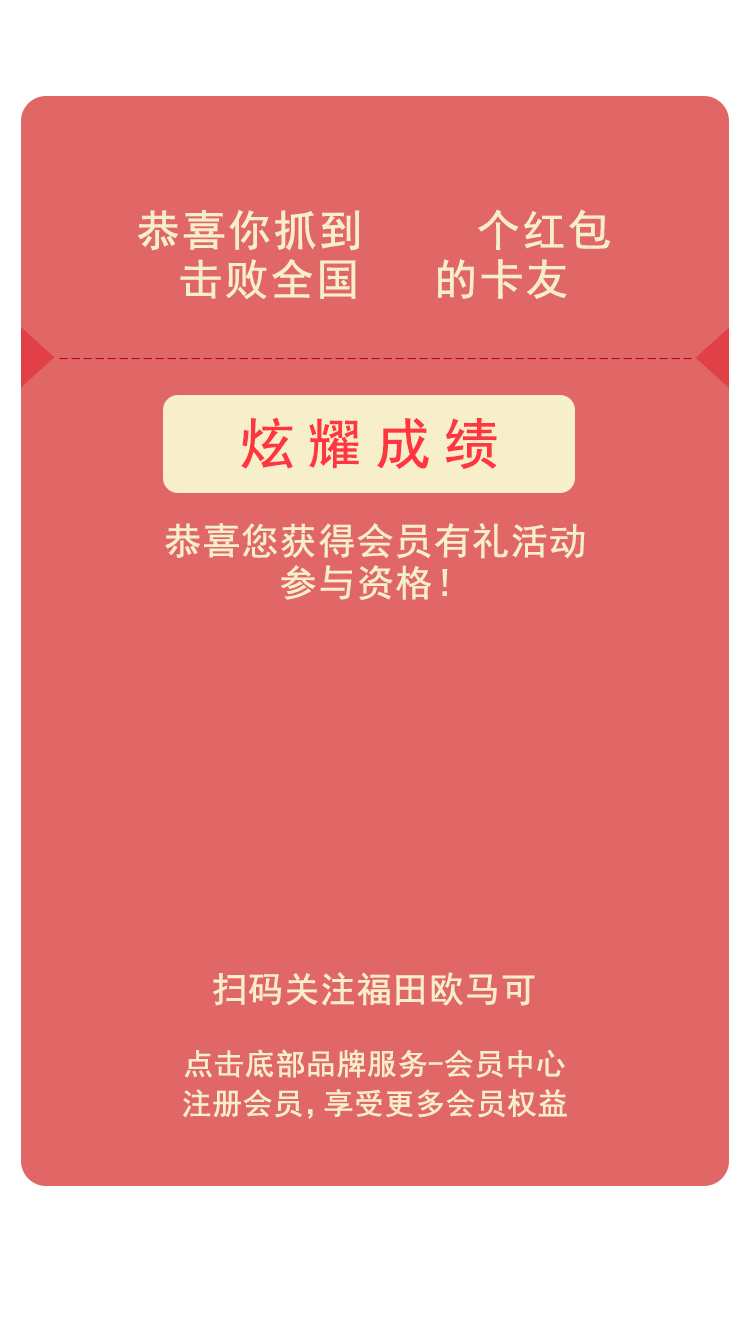 恭喜你抓到 个红包
击败全国 的卡友
炫耀成绩
恭喜您获得会员有礼活动
参与资格!
扫码关注福田欧马可
点击底部品牌服务-会员中心
注册会员,享受更多会员权益